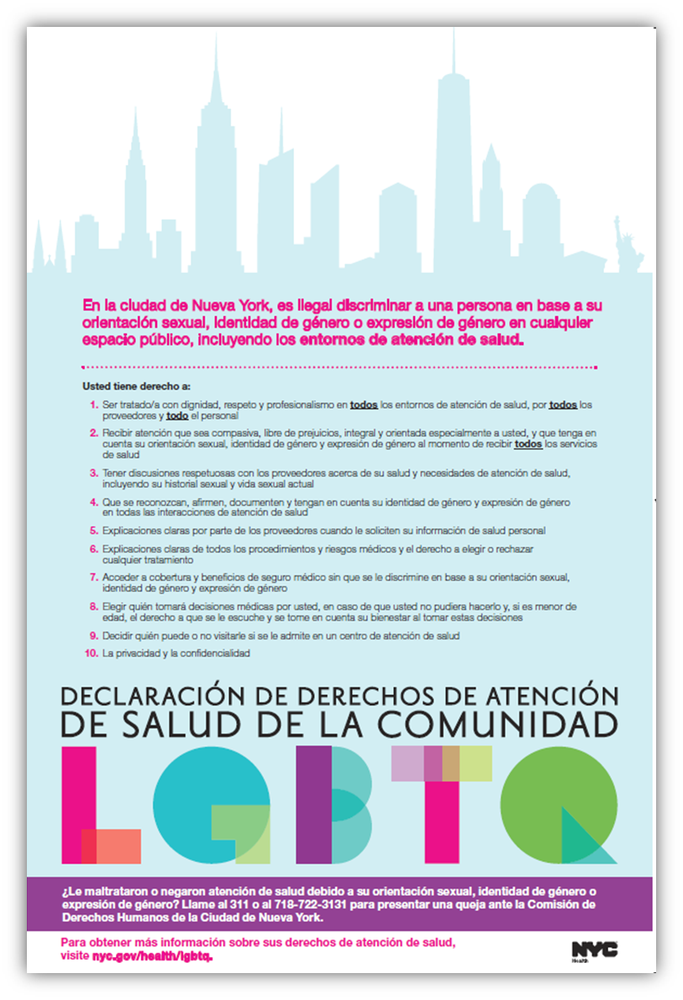 En la ciudad de Nueva York, es ilegal discriminar a una persona en base a su
orientación sexual, identidad de género o expresión de género en cualquier
espacio público, incluyendo los entornos de atención de salud.
Usted tiene derecho a:
1. Ser tratado/a con dignidad, respeto y profesionalismo en todos los entornos de atención de salud, por todos los
proveedores y todo el personal
2. Recibir atención que sea compasiva, libre de prejuicios, integral y orientada especialmente a usted, y que tenga en
cuenta su orientación sexual, identidad de género y expresión de género al momento de recibir todos los servicios
de salud
3. Tener discusiones respetuosas con los proveedores acerca de su salud y necesidades de atención de salud,
incluyendo su historial sexual y vida sexual actual
4. Que se reconozcan, afirmen, documenten y tengan en cuenta su identidad de género y expresión de género
en todas las interacciones de atención de salud
5. Explicaciones claras por parte de los proveedores cuando le soliciten su información de salud personal
6. Explicaciones claras de todos los procedimientos y riesgos médicos y el derecho a elegir o rechazar
cualquier tratamiento
7. Acceder a cobertura y beneficios de seguro médico sin que se le discrimine en base a su orientación sexual,
identidad de género y expresión de género
8. Elegir quién tomará decisiones médicas por usted, en caso de que usted no pudiera hacerlo y, si es menor de
edad, el derecho a que se le escuche y se tome en cuenta su bienestar al tomar estas decisiones
9. Decidir quién puede o no visitarle si se le admite en un centro de atención de salud
10. La privacidad y la confidencialidad
DECLARACIÓN DE DERECHOS DE ATENCIÓN
DE SALUD DE LA COMUNIDAD
LGBTQ
¿Le maltrataron o negaron atención de salud debido a su orientación sexual, identidad de género o
expresión de género? Llame al 311 o al 718-722-3131 para presentar una queja ante la Comisión de
Derechos Humanos de la Ciudad de Nueva York.
Para obtener más información sobre sus derechos de atención de salud,
visite nyc.gov/health/lgbtq.
NYC
Health